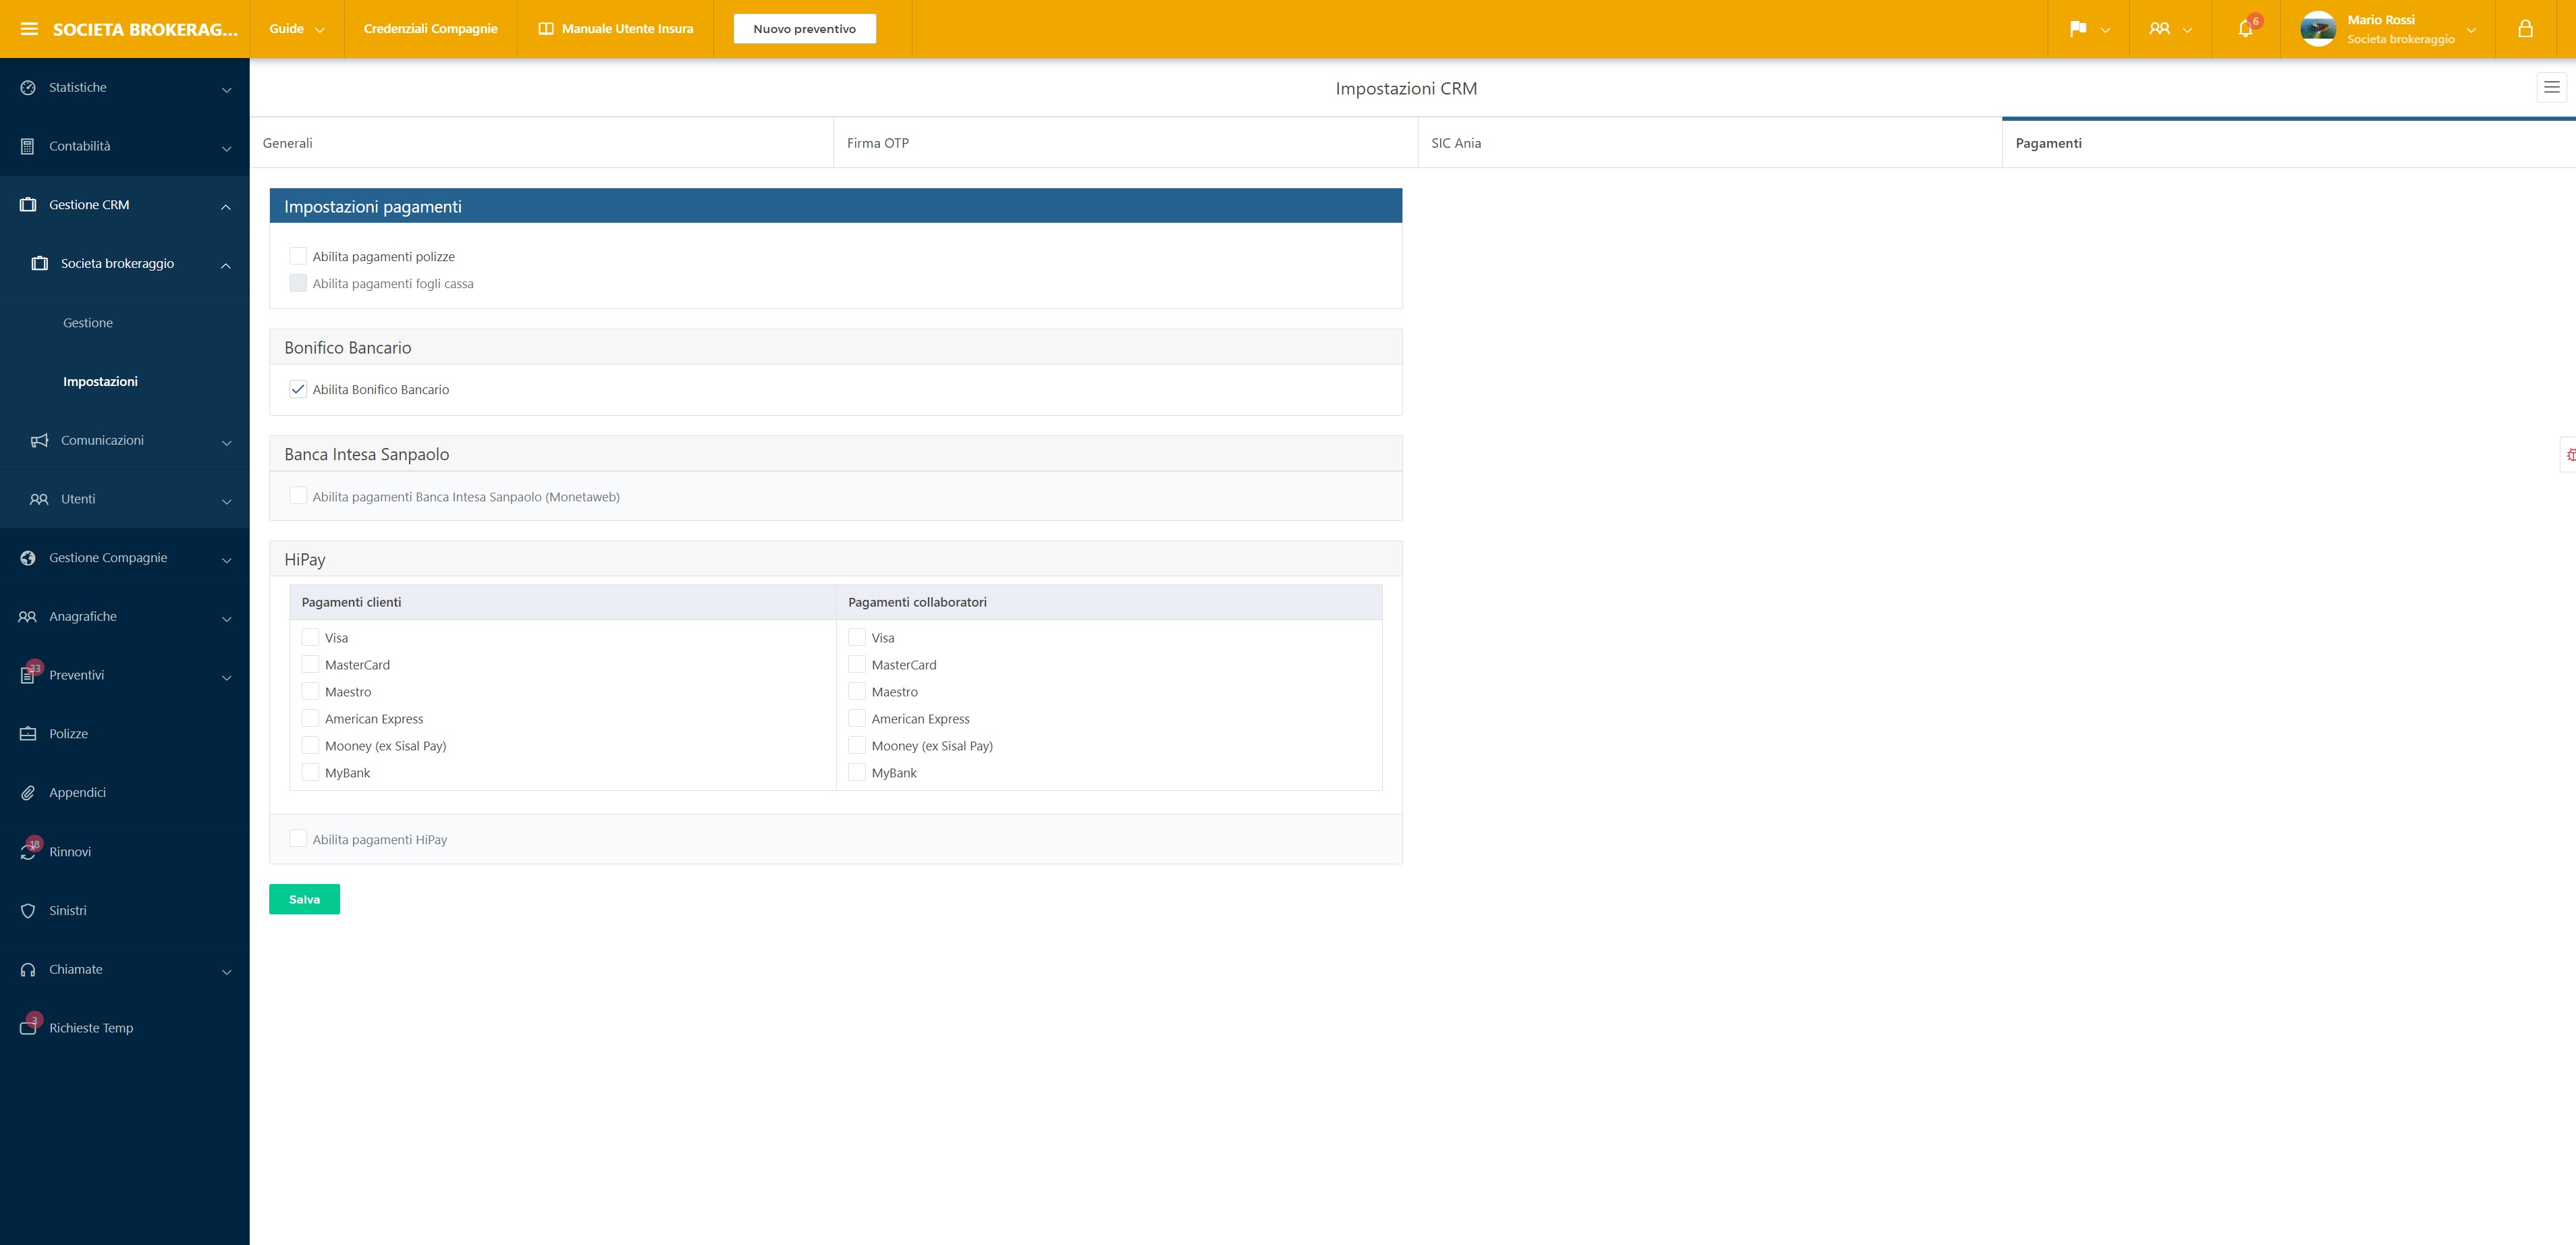 SOCIETA BROKERAG...
Guide
Credenziali Compagnie
Manuale Utente Insura
Nuovo preventivo
6
Mario Rossi
Societa brokeraggio
Statistiche
Contabilità
Gestione CRM
Societa brokeraggio
Gestione
Impostazioni
Comunicazioni
Utenti
Gestione Compagnie
Anagrafiche
33
Preventivi
Polizze
Appendici
18
Rinnovi
Sinistri
Chiamate
3
Richieste Temp
Impostazioni CRM
Generali
Firma OTP
SIC Ania
Pagamenti
Impostazioni pagamenti
Abilita pagamenti polizze
Abilita pagamenti fogli cassa
Bonifico Bancario
Abilita Bonifico Bancario
Banca Intesa Sanpaolo
Abilita pagamenti Banca Intesa Sanpaolo (Monetaweb)
HiPay
Pagamenti clienti
Pagamenti collaboratori
Visa
Visa
MasterCard
MasterCard
Maestro
Maestro
American Express
American Express
Mooney (ex Sisal Pay)
Mooney (ex Sisal Pay)
MyBank
MyBank
Abilita pagamenti HiPay
Salva